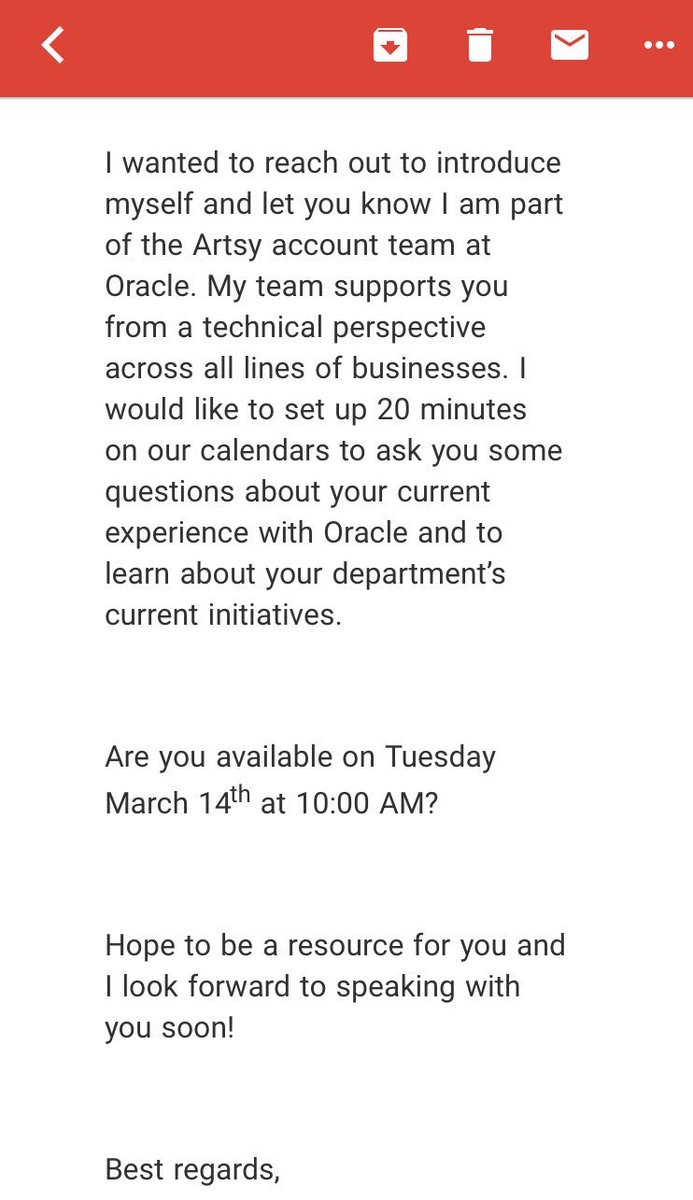 I wanted to reach out to introduce
myself and let you know I am part
of the Artsy account team at
Oracle. My team supports you
from a technical perspective
across all lines of businesses. I
would like to set up 20 minutes
on our calendars to ask you some
questions about your current
experience with Oracle and to
learn about your department’s
current initiatives.
Are you available on Tuesday
March 14th at 10:00 AM?
Hope to be a resource for you and
I look forward to speaking with
you soon!
Best regards,